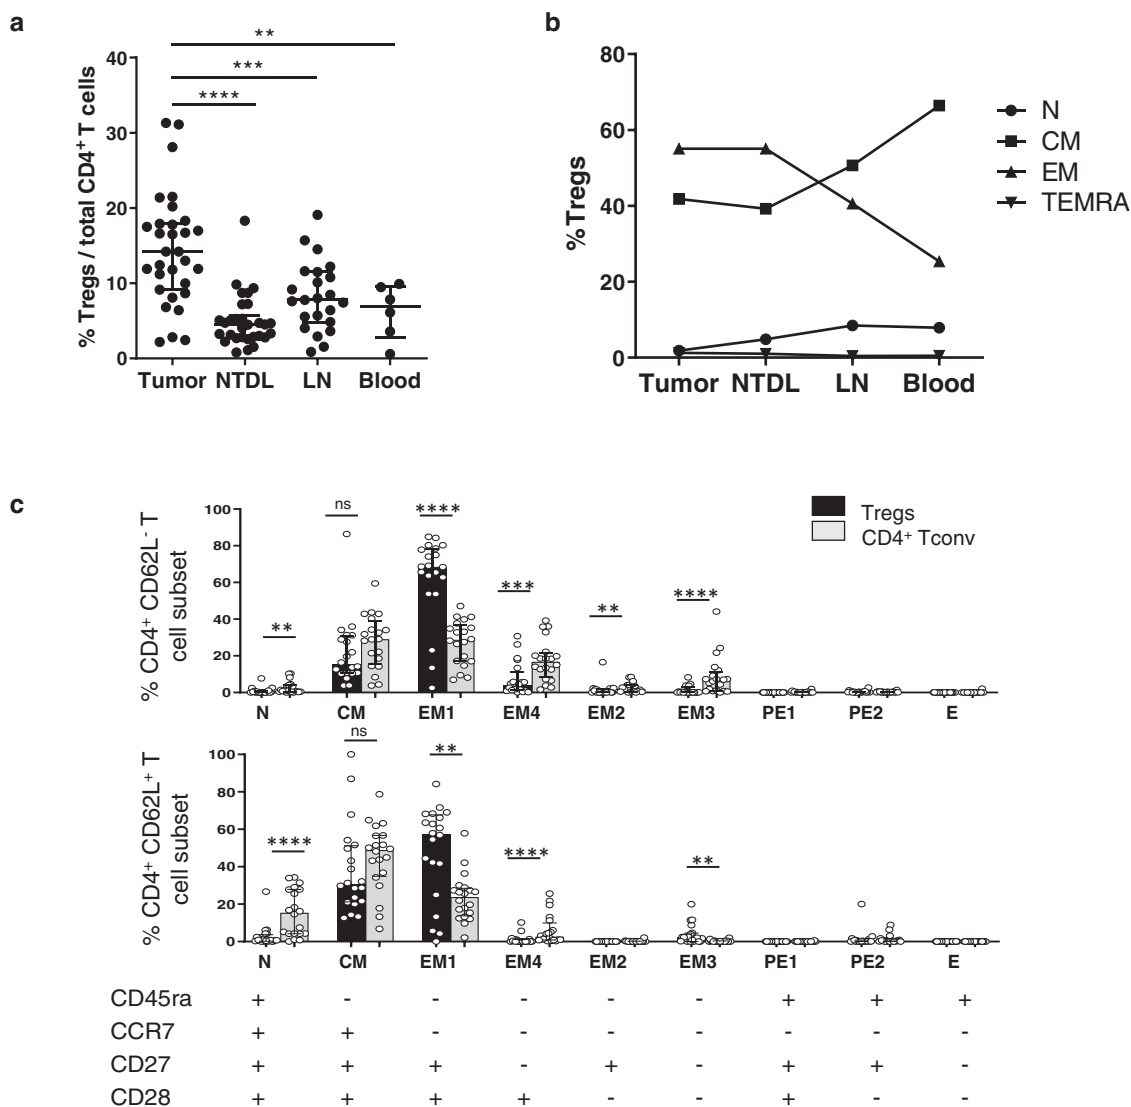 a
% Tregs / total CD4⁺ T cells
40
30
20
10
0
**
***
****
Tumor NTDL LN Blood
b
%Tregs
80
60
40
20
0
Tumor NTDL LN Blood
N
CM
EM
TEMRA
c
% CD4⁺ CD62L⁻ T
cell subset
100
80
60
40
20
0
** ns **** *** ** ****
Tregs
CD4⁺ Tconv
N CM EM1 EM4 EM2 EM3 PE1 PE2 E
% CD4⁺ CD62L⁺ T
cell subset
100
80
60
40
20
0
**** ns ** **** **
N CM EM1 EM4 EM2 EM3 PE1 PE2 E
CD45ra + - - - - - + + +
CCR7 + + - - - - - - -
CD27 + + + - + - + + -
CD28 + + + + - - + - -